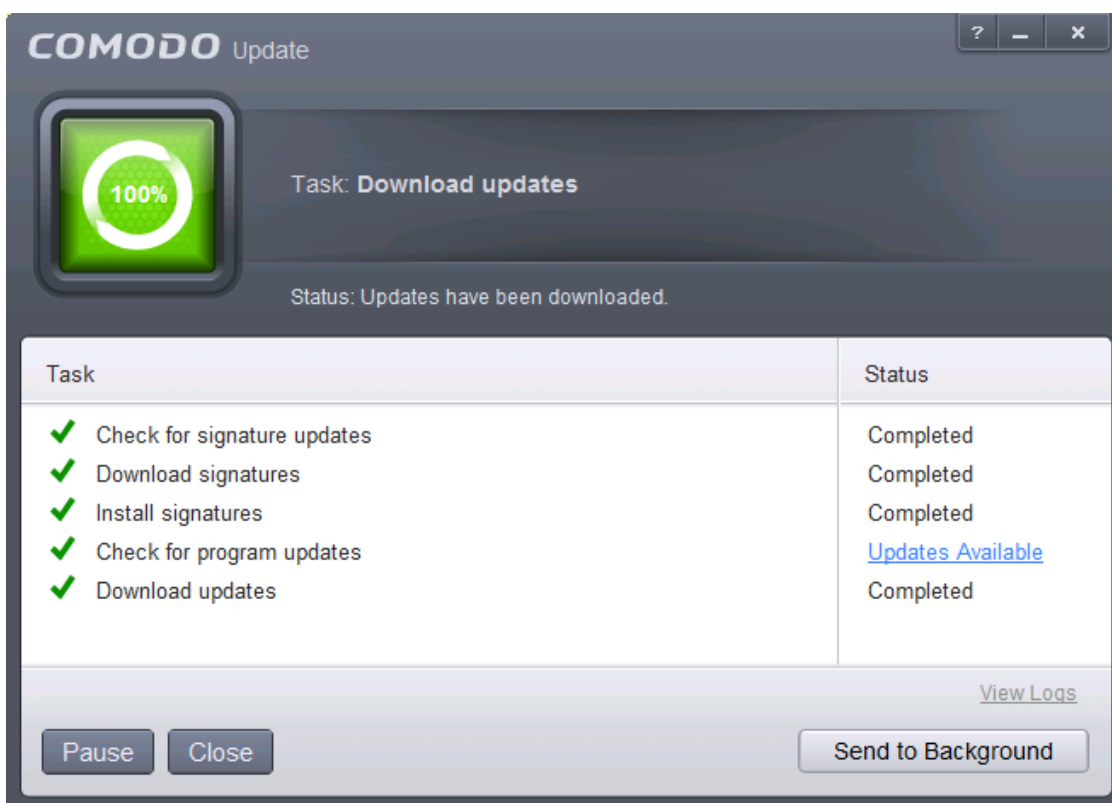 COMODO Update
? – ×
100%
Task: Download updates
Status: Updates have been downloaded.
Task Status
Check for signature updates Completed
Download signatures Completed
Install signatures Completed
Check for program updates Updates Available
Download updates Completed
View Logs
Pause Close Send to Background